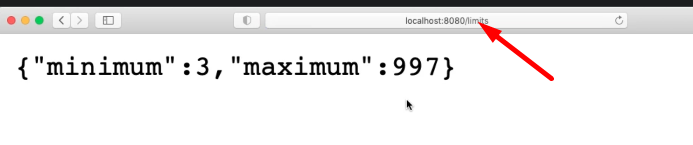 localhost:8080/limits
{"minimum":3,"maximum":997}